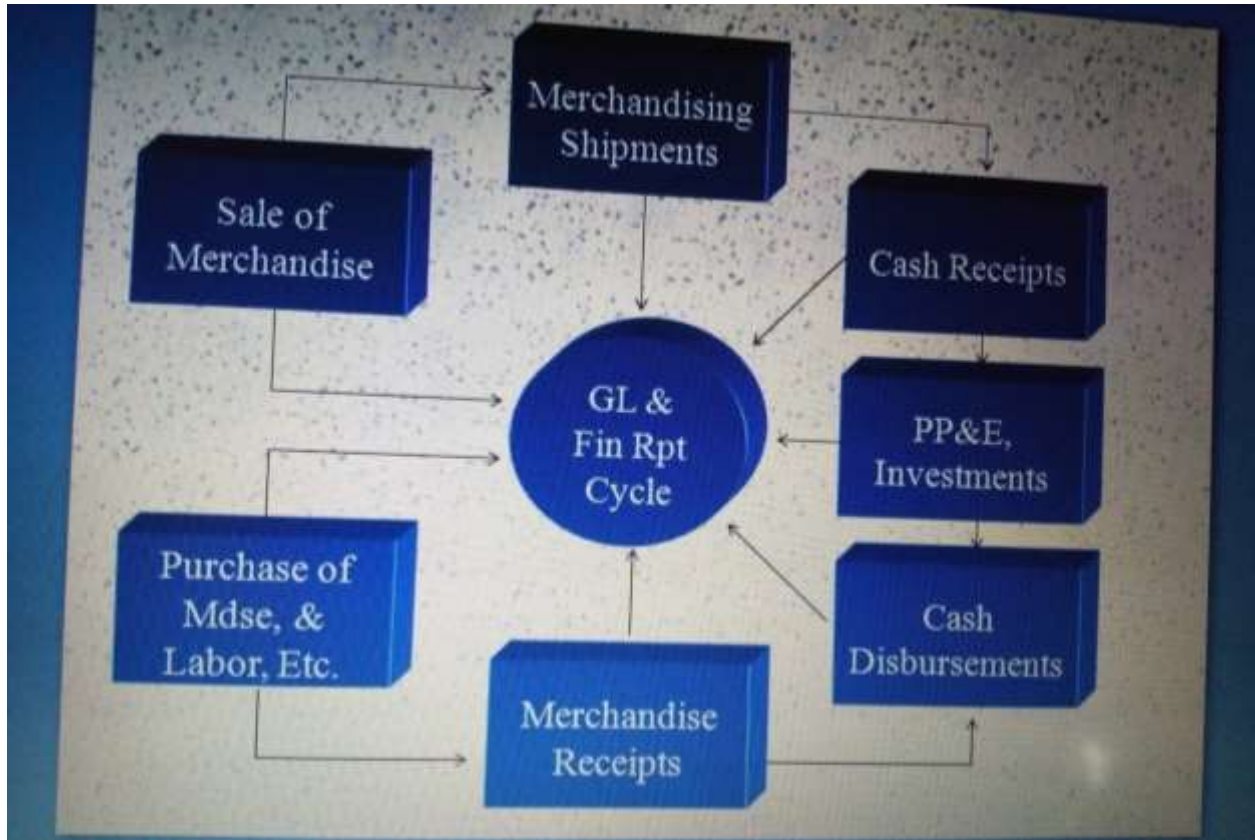 Merchandising
Shipments
Sale of
Merchandise
Cash Receipts
GL &
Fin Rpt
Cycle
PP&E,
Investments
Purchase of
Mdse, &
Labor, Etc.
Cash
Disbursements
Merchandise
Receipts